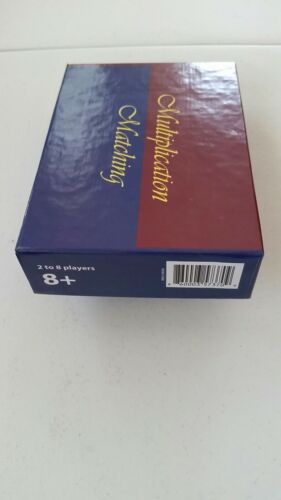 Multiplication
Matching
2 to 8 players
8+